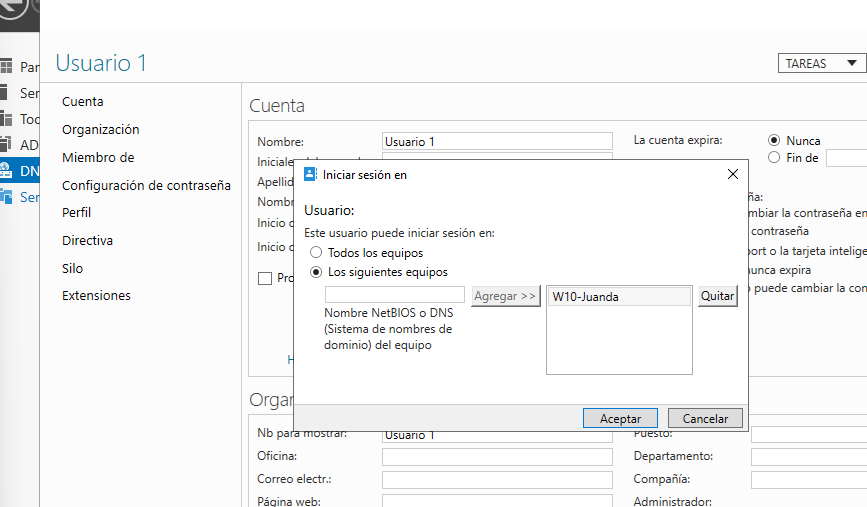 Usuario 1
TAREAS
Cuenta
Organización
Miembro de
Configuración de contraseña
Perfil
Directiva
Silo
Extensiones
Par
Ser
Too
AD
DN
Ser
Cuenta
Nombre:
Usuario 1
La cuenta expira:
Nunca
Fin de
Apellid
Nomb
Inicio
Inicio
Pro
ña:
mbiar la contraseña en
contraseña
port o la tarjeta intelige
nunca expira
puede cambiar la con
Iniciar sesión en
Usuario:
Este usuario puede iniciar sesión en:
Todos los equipos
Los siguientes equipos
Agregar >>
W10-Juanda
Quitar
Nombre NetBIOS o DNS
(Sistema de nombres de
dominio) del equipo
Aceptar
Cancelar
H
Organ
Nb para mostrar:
Usuario 1
Puesto:
Oficina:
Departamento:
Correo electr.:
Compañía:
Página web:
Administrador: